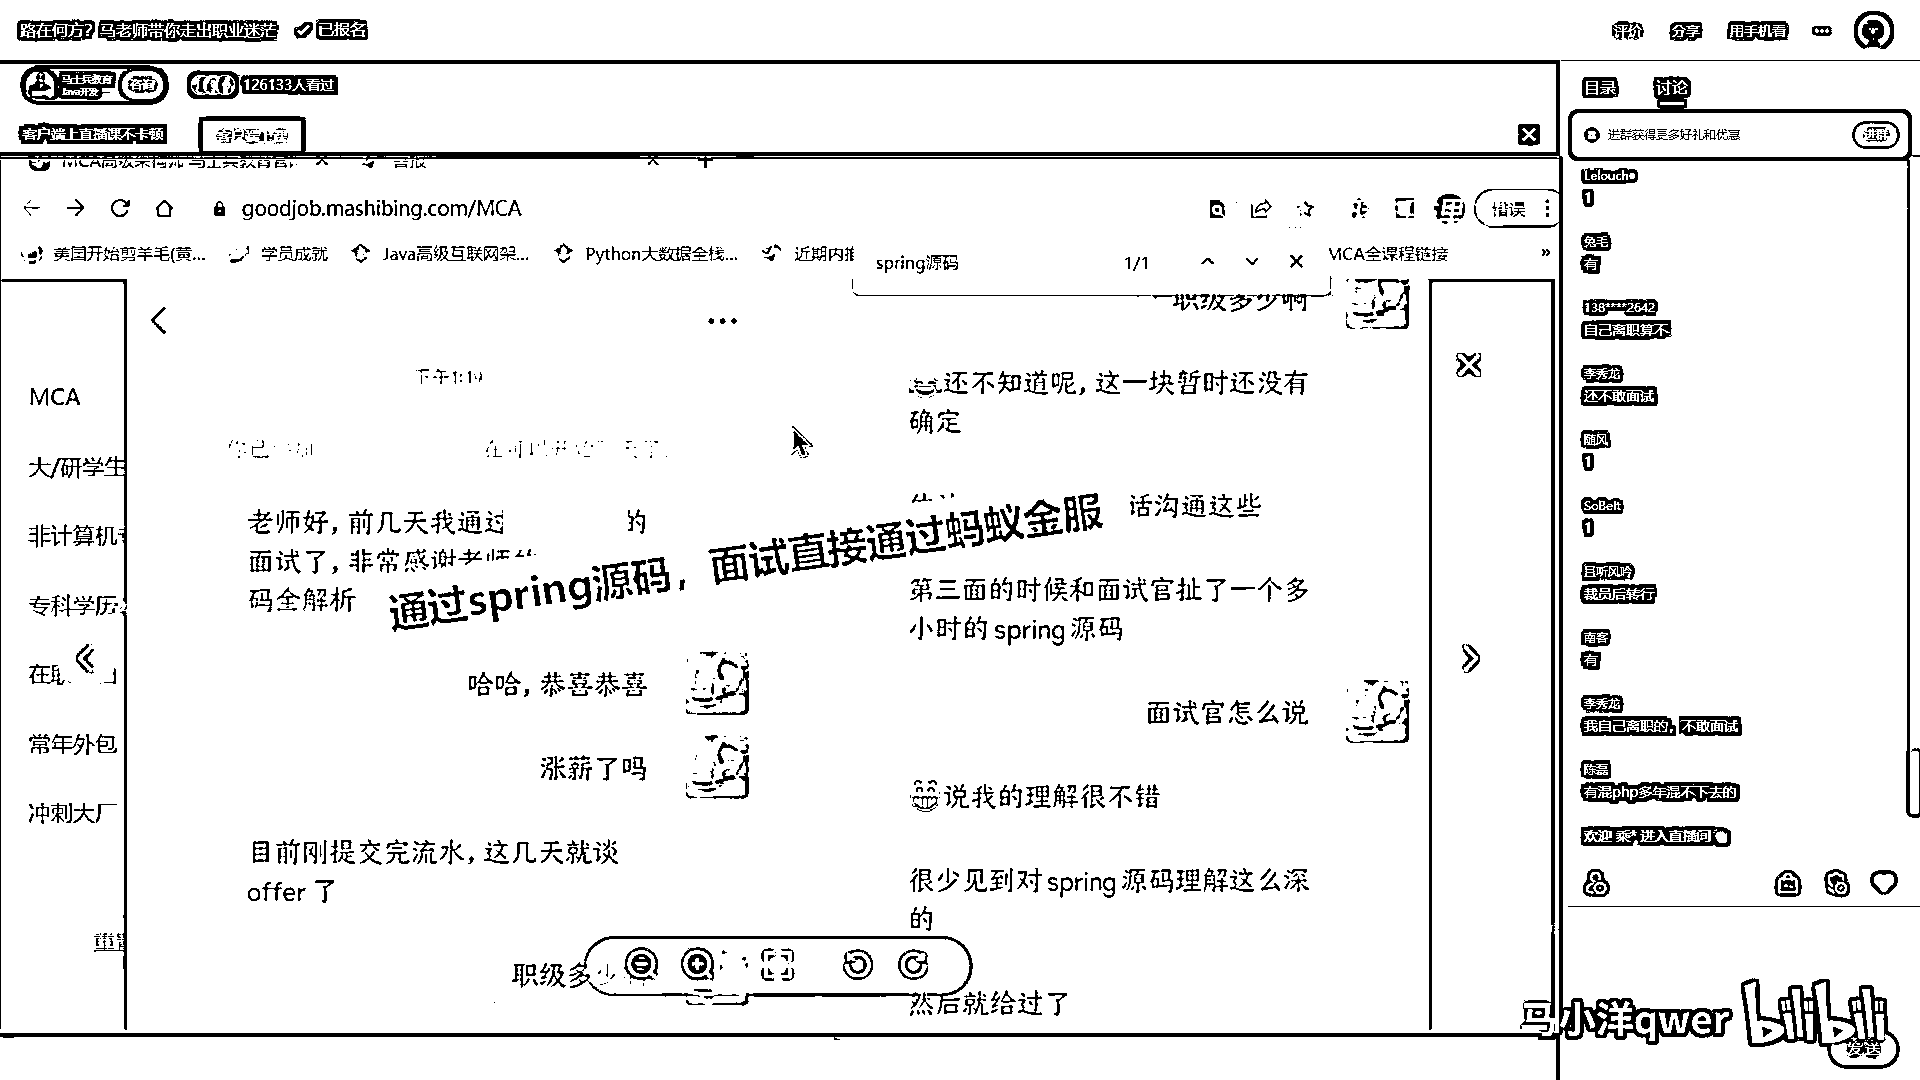 路在何方？马老师带你走出职业迷茫 已报名
评价 分享 用手机看
马士兵教育
Java开发
咨询
126133人看过
目录 讨论
客户端上直播课不卡顿
进群获得更多好礼和优惠 进群
goodjob.mashibing.com/MCA
错误
美国开始剪羊毛(黄... 学员成就 Java高级互联网架... Python大数据全栈... 近期内推
spring源码 1/1
MCA全课程链接
MCA
大/研学生
非计算机专
专科学历
在职
常年外包
冲刺大厂
重置
下午1:19
老师好，前几天我通过 的
面试了，非常感谢老师的
码全解析
哈哈，恭喜恭喜
涨薪了吗
目前刚提交完流水，这几天就谈
offer 了
职级多少
通过spring源码，面试直接通过蚂蚁金服
职级多少啊
还不知道呢，这一块暂时还没有
确定
话沟通这些
第三面的时候和面试官扯了一个多
小时的 spring 源码
面试官怎么说
说我的理解很不错
很少见到对 spring 源码理解这么深
的
然后就给过了
Lelouch
1
兔毛
有
138****2642
自己离职算不
李秀龙
还不敢面试
随风
1
SoBelt
1
且听风吟
裁员后转行
南客
有
李秀龙
我自己离职的，不敢面试
陈磊
有混php多年混不下去的
欢迎 乘* 进入直播间
马小洋qwer bilibili
发送